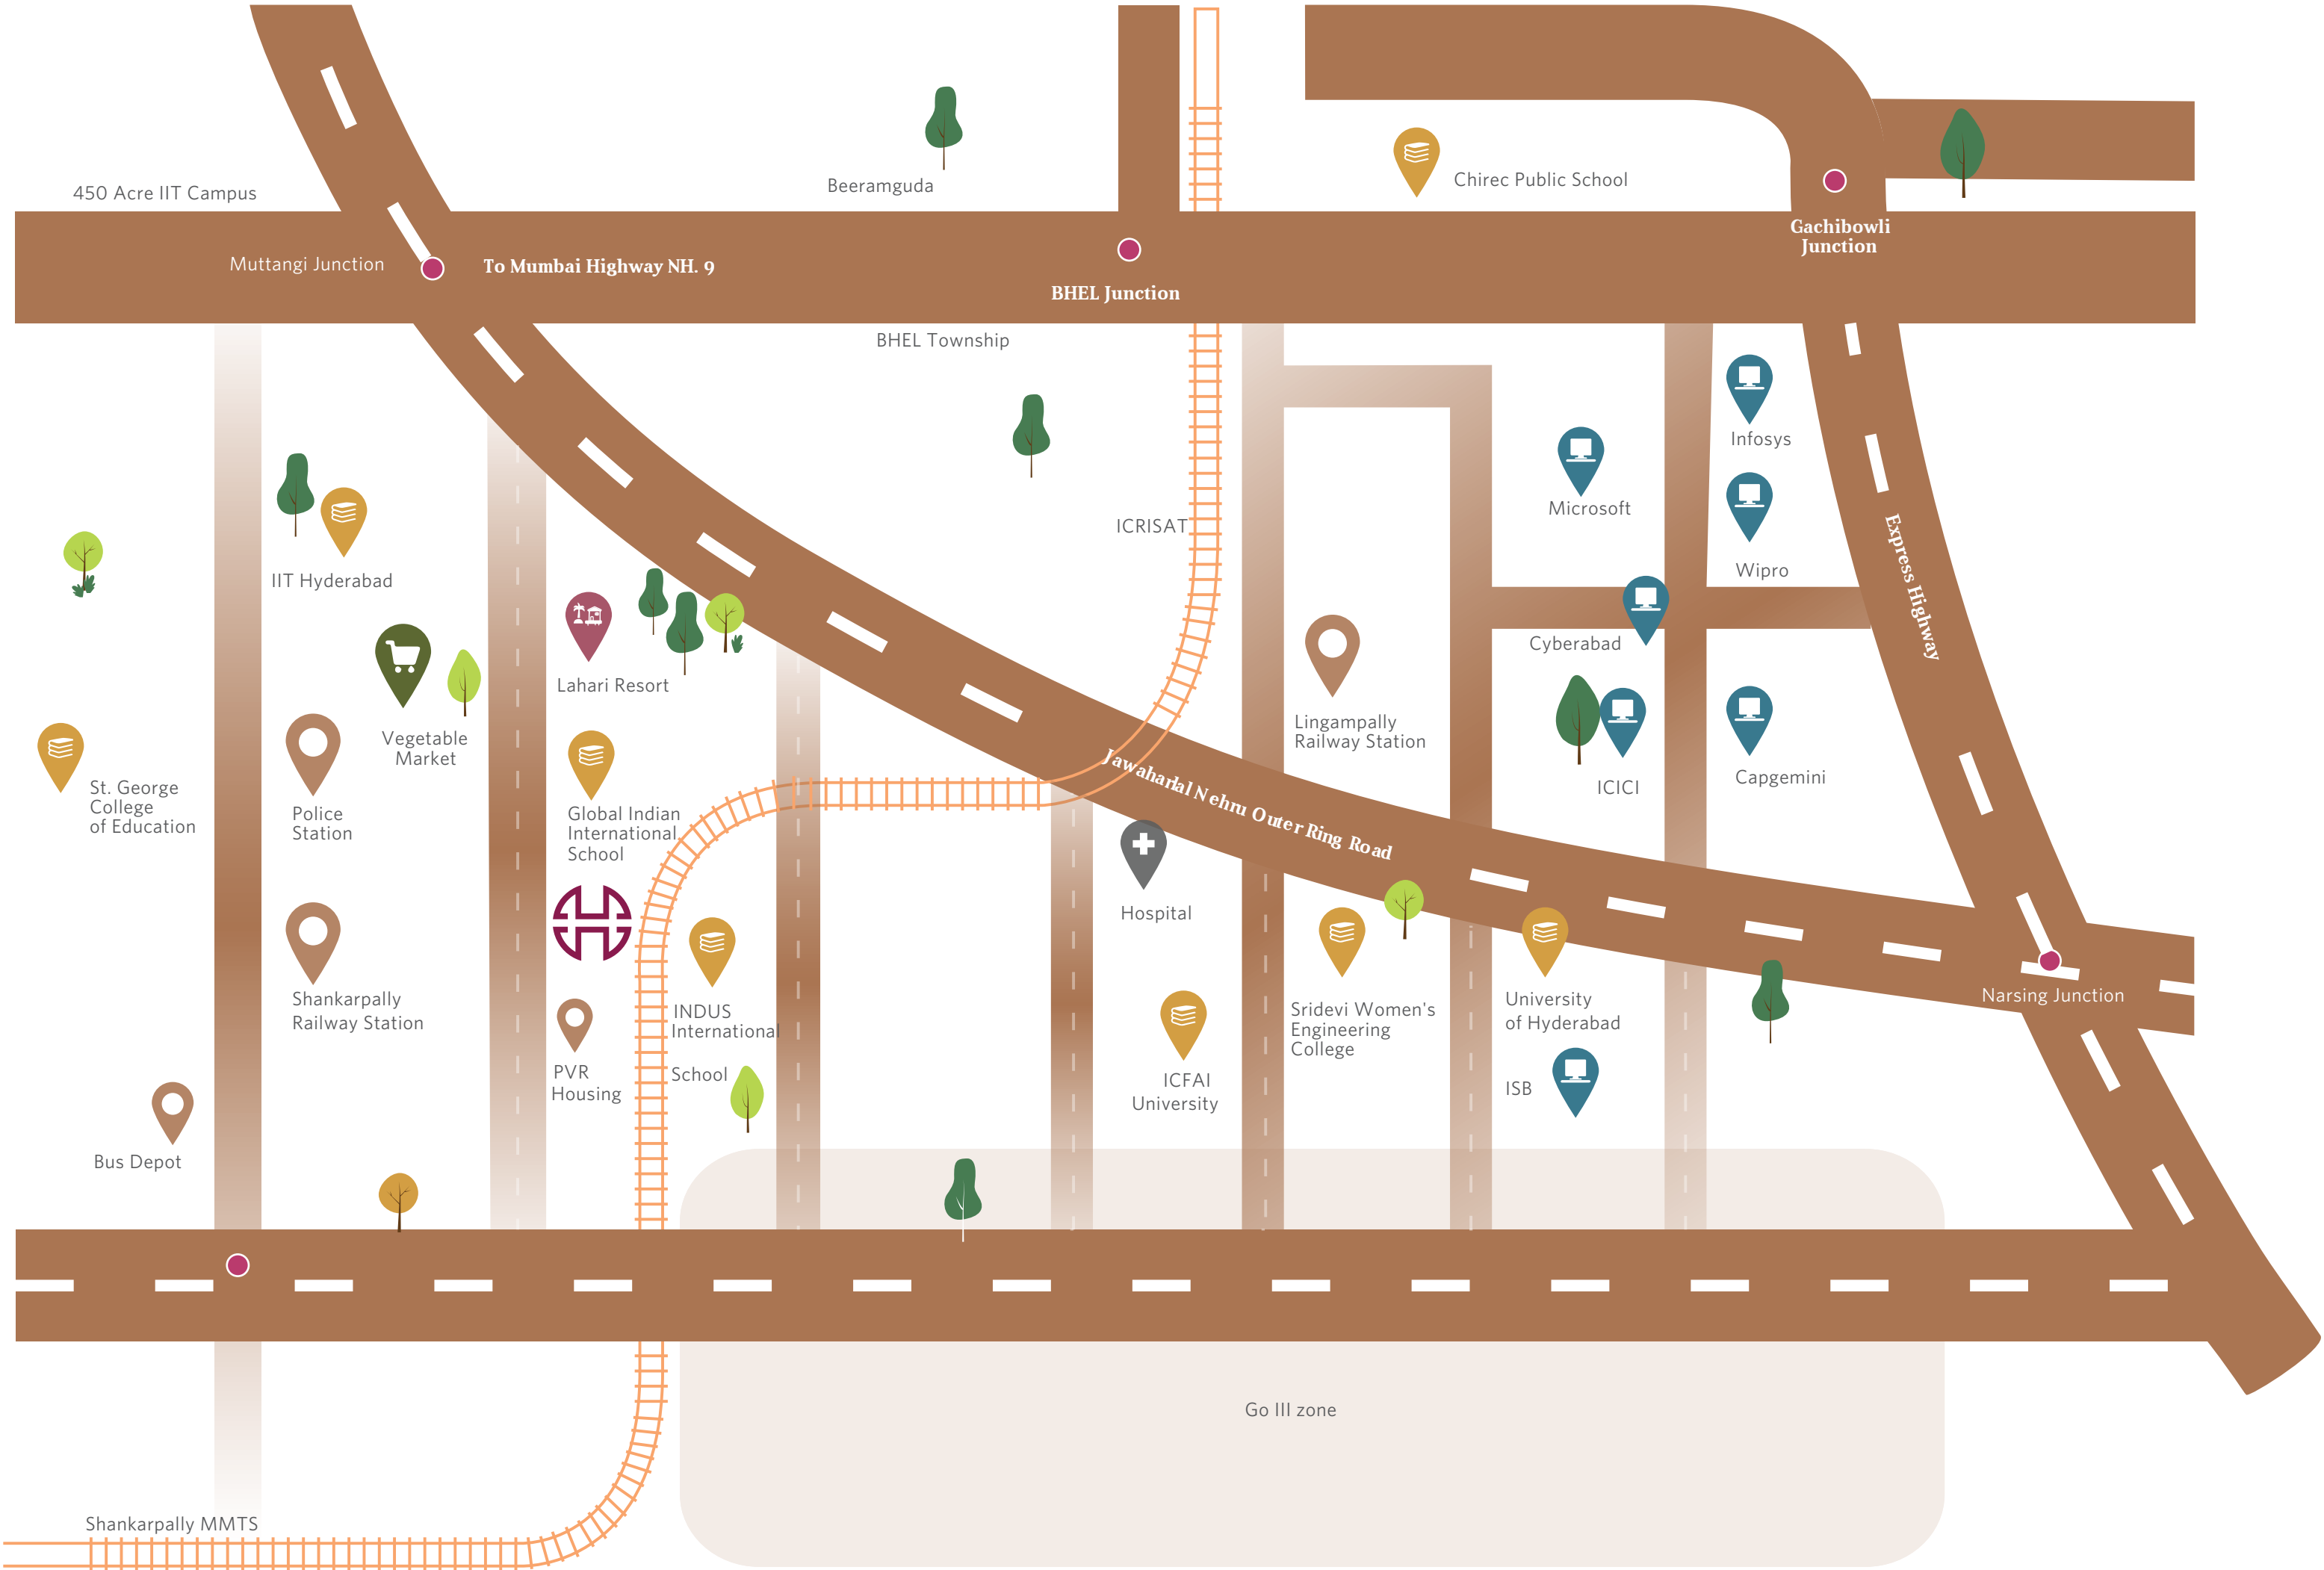 450 Acre IIT Campus
Beeramguda
Chirec Public School
Gachibowli
Junction
Muttangi Junction
To Mumbai Highway NH. 9
BHEL Junction
BHEL Township
Infosys
Microsoft
ICRISAT
Wipro
Express Highway
IIT Hyderabad
Cyberabad
Lahari Resort
Lingampally
Railway Station
Vegetable
Market
ICICI
Capgemini
St. George
College
of Education
Police
Station
Global Indian
International
School
Jawaharlal Nehru Outer Ring Road
Hospital
Shankarpally
Railway Station
INDUS
International
School
PVR
Housing
ICFAI
University
Sridevi Women's
Engineering
College
University
of Hyderabad
ISB
Narsing Junction
Bus Depot
Go III zone
Shankarpally MMTS